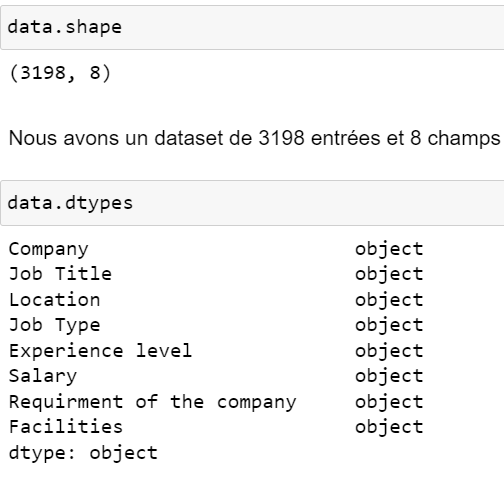 data.shape
(3198, 8)
Nous avons un dataset de 3198 entrées et 8 champs
data.dtypes
Company object
Job Title object
Location object
Job Type object
Experience level object
Salary object
Requirment of the company object
Facilities object
dtype: object